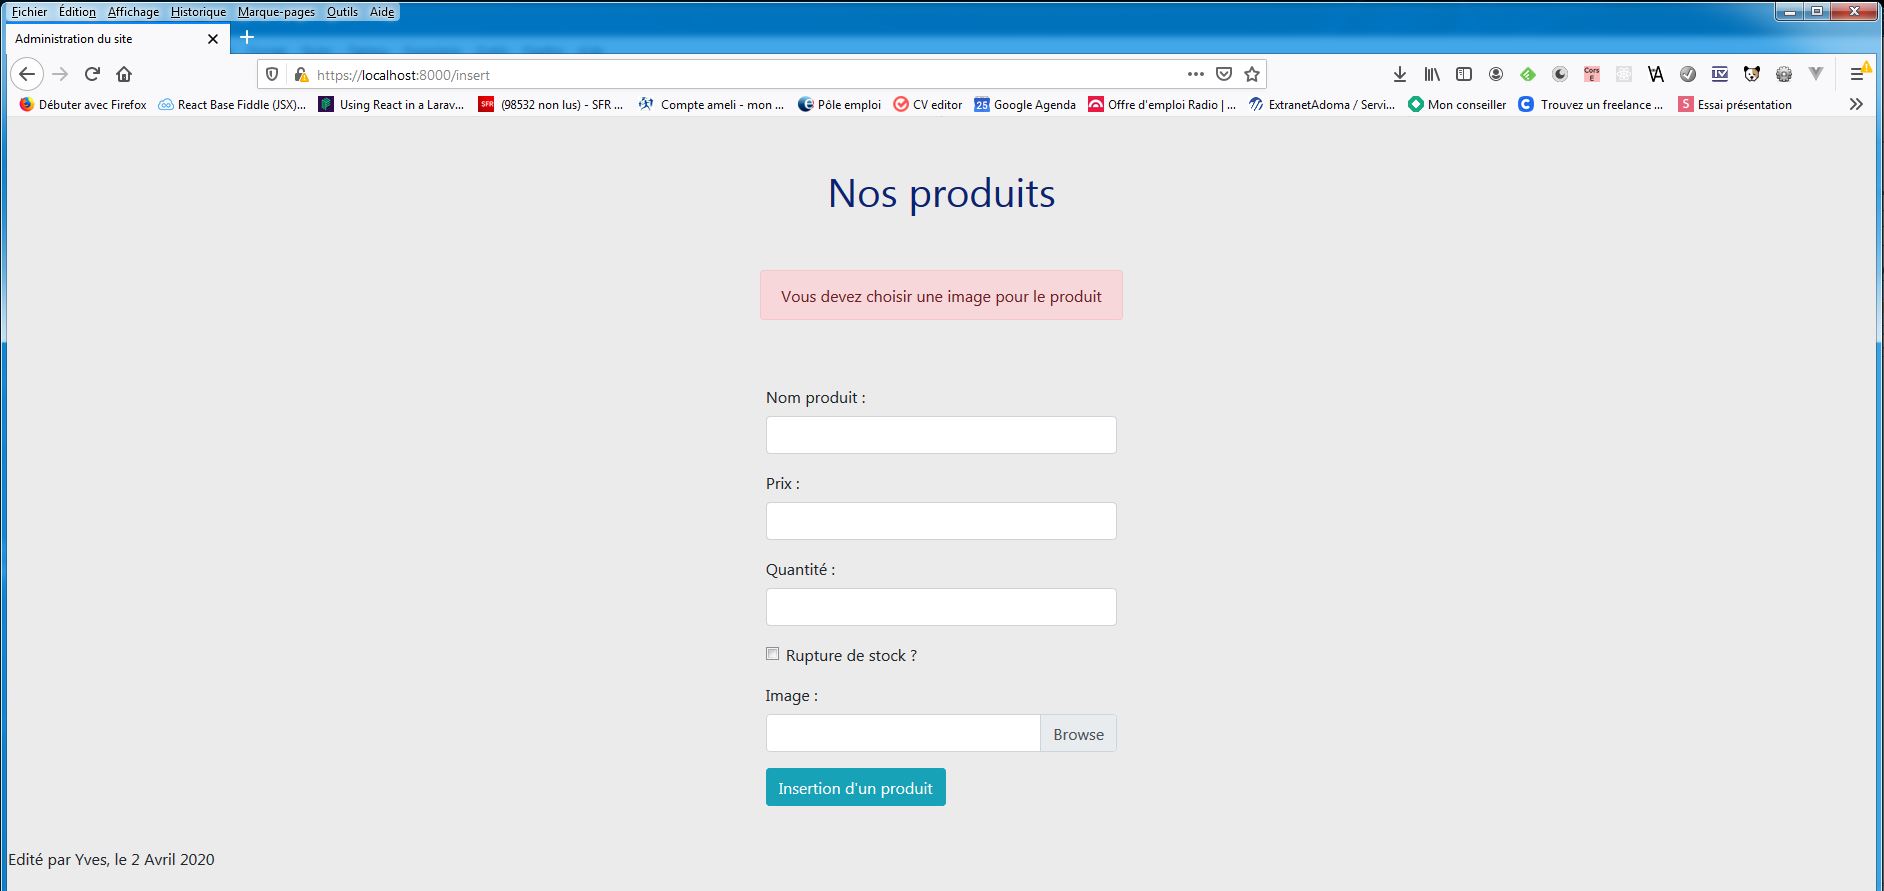 Fichier Édition Affichage Historique Marque-pages Outils Aide
Administration du site
https://localhost:8000/insert
Cors E
Débuter avec Firefox React Base Fiddle (JSX)... Using React in a Larav... SFR (98532 non lus) - SFR ... Compte ameli - mon ... Pôle emploi CV editor 25 Google Agenda Offre d'emploi Radio | ... ExtranetAdoma / Servi... Mon conseiller Trouvez un freelance ... S Essai présentation
Nos produits
Vous devez choisir une image pour le produit
Nom produit :
Prix :
Quantité :
Rupture de stock ?
Image :
Browse
Insertion d'un produit
Edité par Yves, le 2 Avril 2020